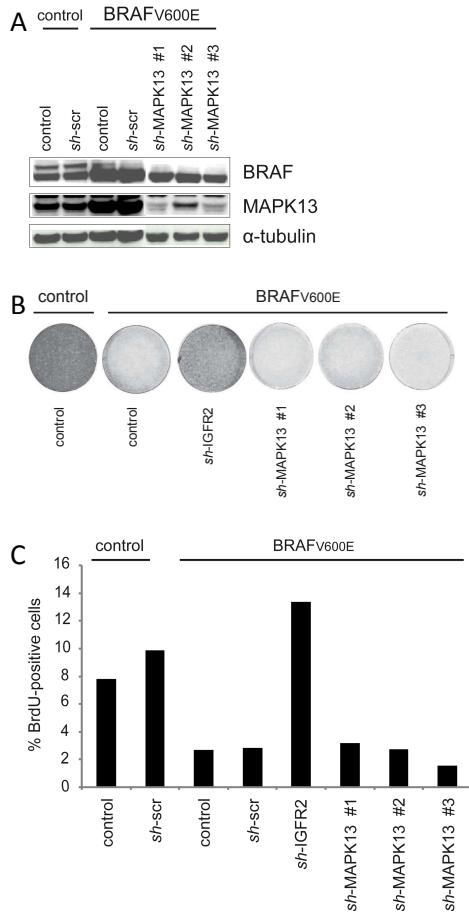 A
control BRAFV600E
control
sh-scr
control
sh-scr
sh-MAPK13 #1
sh-MAPK13 #2
sh-MAPK13 #3
BRAF
MAPK13
α-tubulin
B
control BRAFV600E
control
control
sh-IGFR2
sh-MAPK13 #1
sh-MAPK13 #2
sh-MAPK13 #3
C
control BRAFV600E
% BrdU-positive cells
16
14
12
10
8
6
4
2
0
control
sh-scr
control
sh-scr
sh-IGFR2
sh-MAPK13 #1
sh-MAPK13 #2
sh-MAPK13 #3